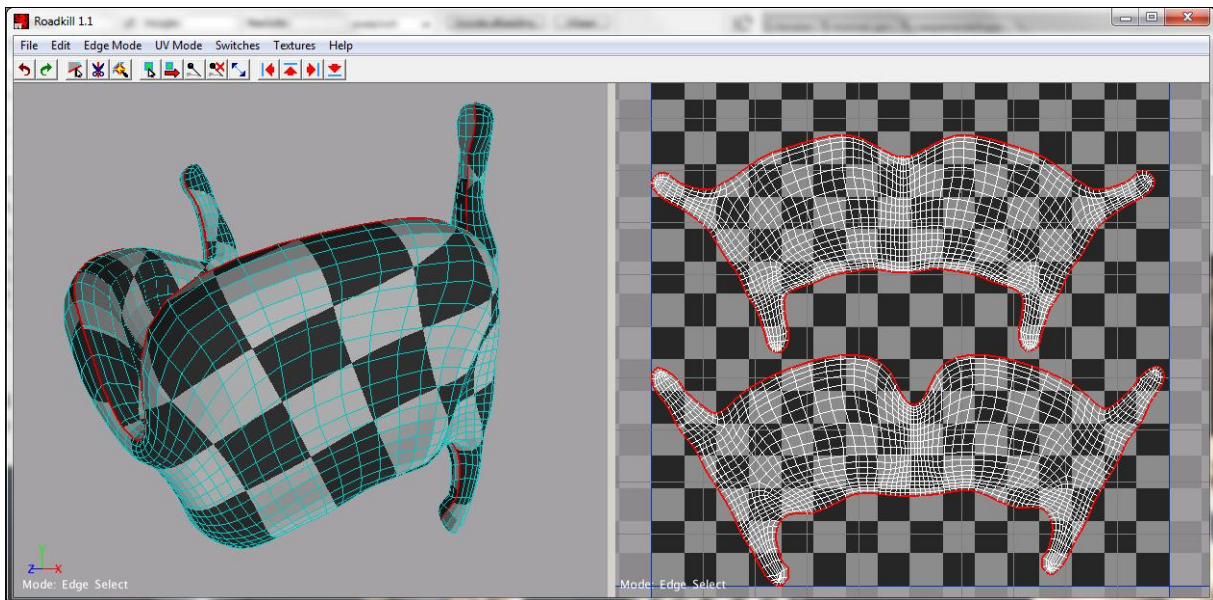 Roadkill 1.1
File Edit Edge Mode UV Mode Switches Textures Help
Y
Z X
Mode: Edge Select
Mode: Edge Select